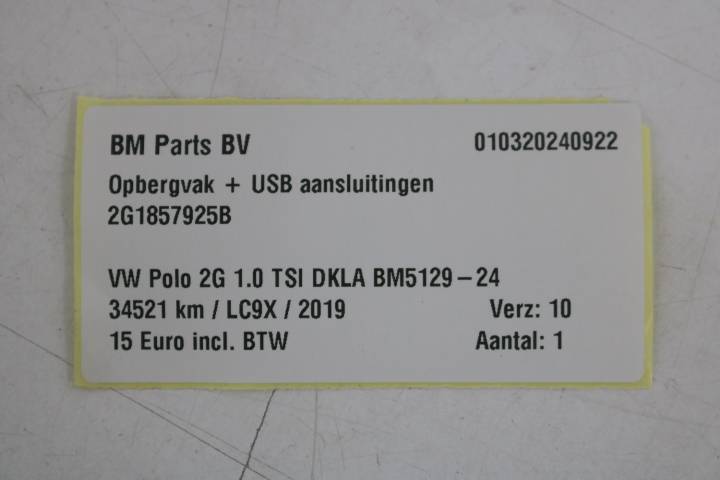 BM Parts BV 010320240922
Opbergvak + USB aansluitingen
2G1857925B
VW Polo 2G 1.0 TSI DKLA BM5129-24
34521 km / LC9X / 2019 Verz: 10
15 Euro incl. BTW Aantal: 1